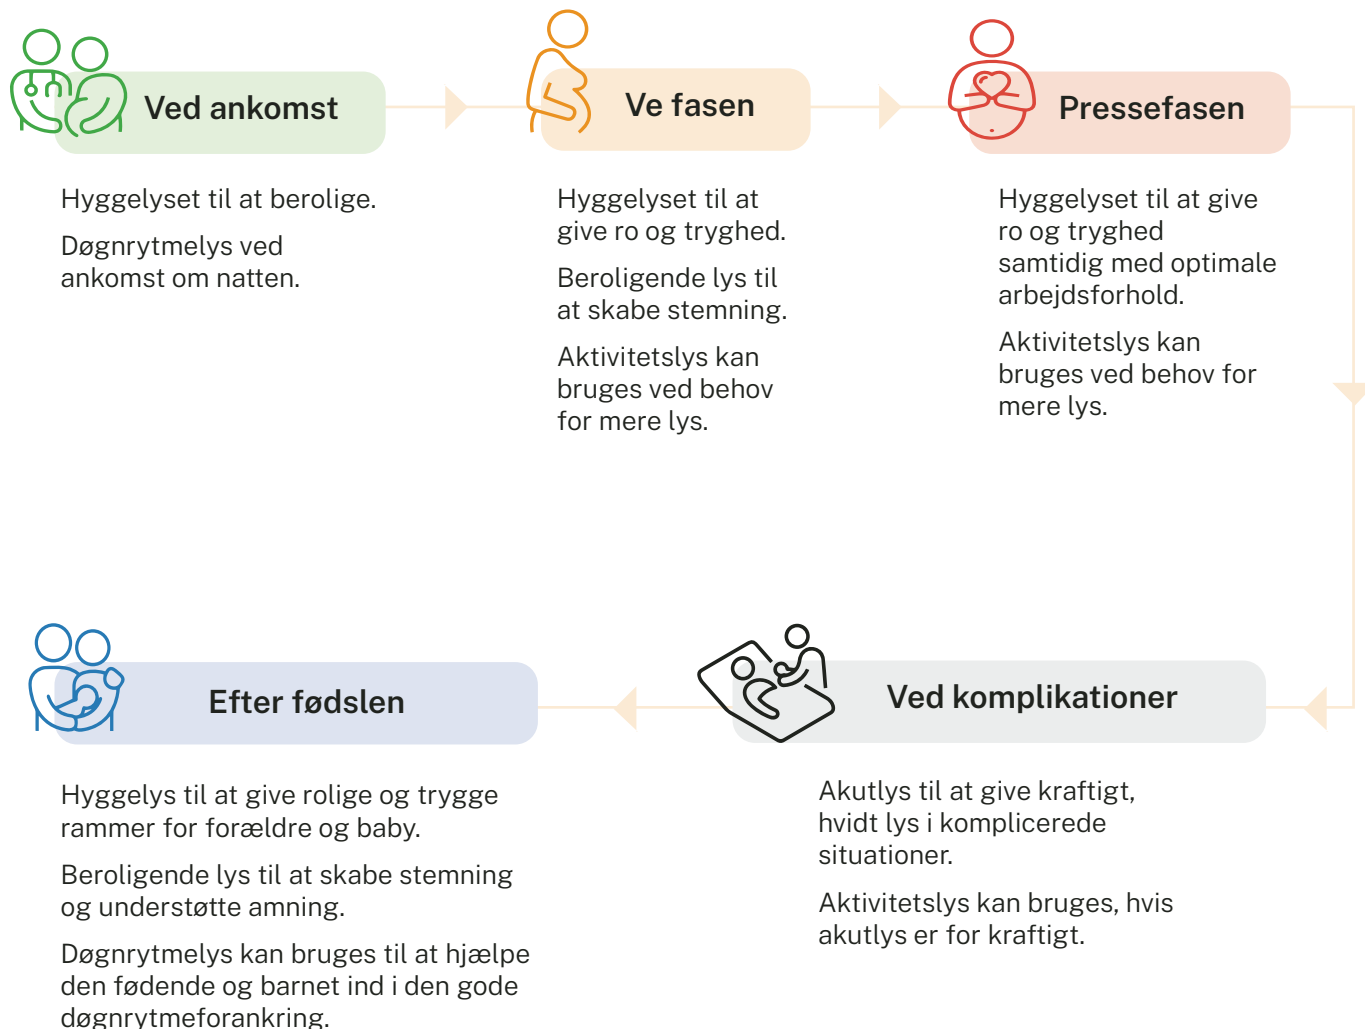 Ved ankomst
Hyggelyset til at berolige.
Døgnrytmelys ved
ankomst om natten.
Ve fasen
Hyggelyset til at
give ro og tryghed.
Beroligende lys til
at skabe stemning.
Aktivitetslys kan
bruges ved behov
for mere lys.
Pressefasen
Hyggelyset til at give
ro og tryghed
samtidig med optimale
arbejdsforhold.
Aktivitetslys kan
bruges ved behov for
mere lys.
Ved komplikationer
Akutlys til at give kraftigt,
hvidt lys i komplicerede
situationer.
Aktivitetslys kan bruges, hvis
akutlys er for kraftigt.
Efter fødslen
Hyggelys til at give rolige og trygge
rammer for forældre og baby.
Beroligende lys til at skabe stemning
og understøtte amning.
Døgnrytmelys kan bruges til at hjælpe
den fødende og barnet ind i den gode
døgnrytmeforankring.